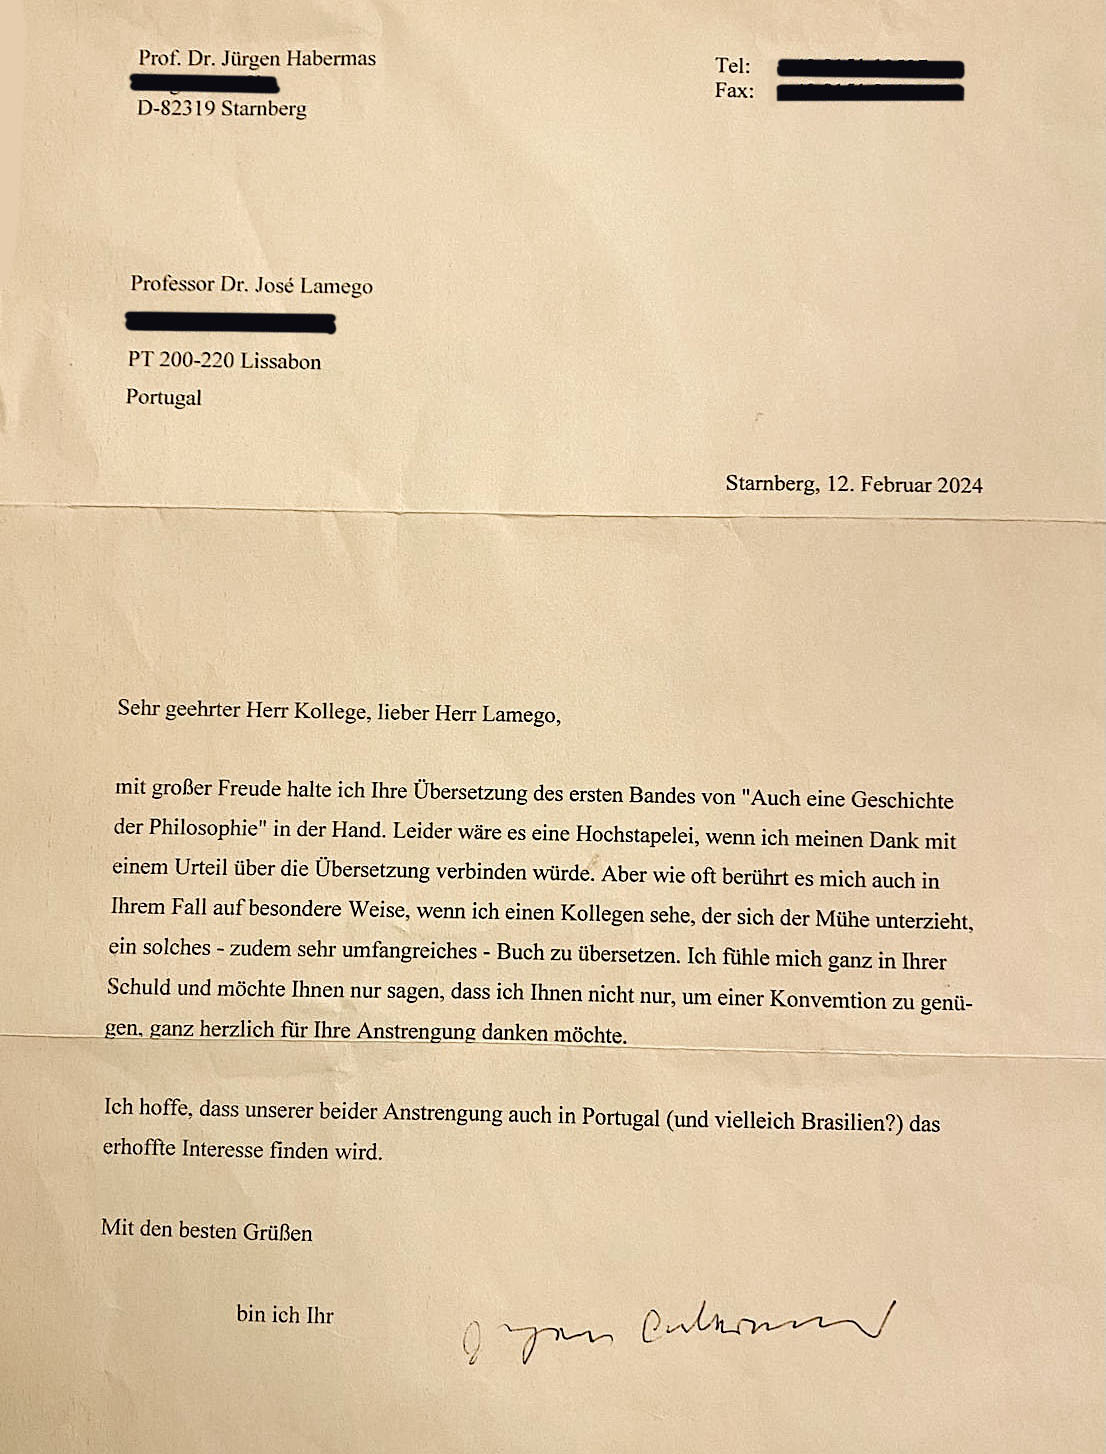 Prof. Dr. Jürgen Habermas
D-82319 Starnberg
Tel:
Fax:
Professor Dr. José Lamego
PT 200-220 Lissabon
Portugal
Starnberg, 12. Februar 2024
Sehr geehrter Herr Kollege, lieber Herr Lamego,
mit großer Freude halte ich Ihre Übersetzung des ersten Bandes von "Auch eine Geschichte
der Philosophie" in der Hand. Leider wäre es eine Hochstapelei, wenn ich meinen Dank mit
einem Urteil über die Übersetzung verbinden würde. Aber wie oft berührt es mich auch in
Ihrem Fall auf besondere Weise, wenn ich einen Kollegen sehe, der sich der Mühe unterzieht,
ein solches - zudem sehr umfangreiches - Buch zu übersetzen. Ich fühle mich ganz in Ihrer
Schuld und möchte Ihnen nur sagen, dass ich Ihnen nicht nur, um einer Konvemtion zu genü-
gen, ganz herzlich für Ihre Anstrengung danken möchte.
Ich hoffe, dass unserer beider Anstrengung auch in Portugal (und vielleich Brasilien?) das
erhoffte Interesse finden wird.
Mit den besten Grüßen
bin ich Ihr